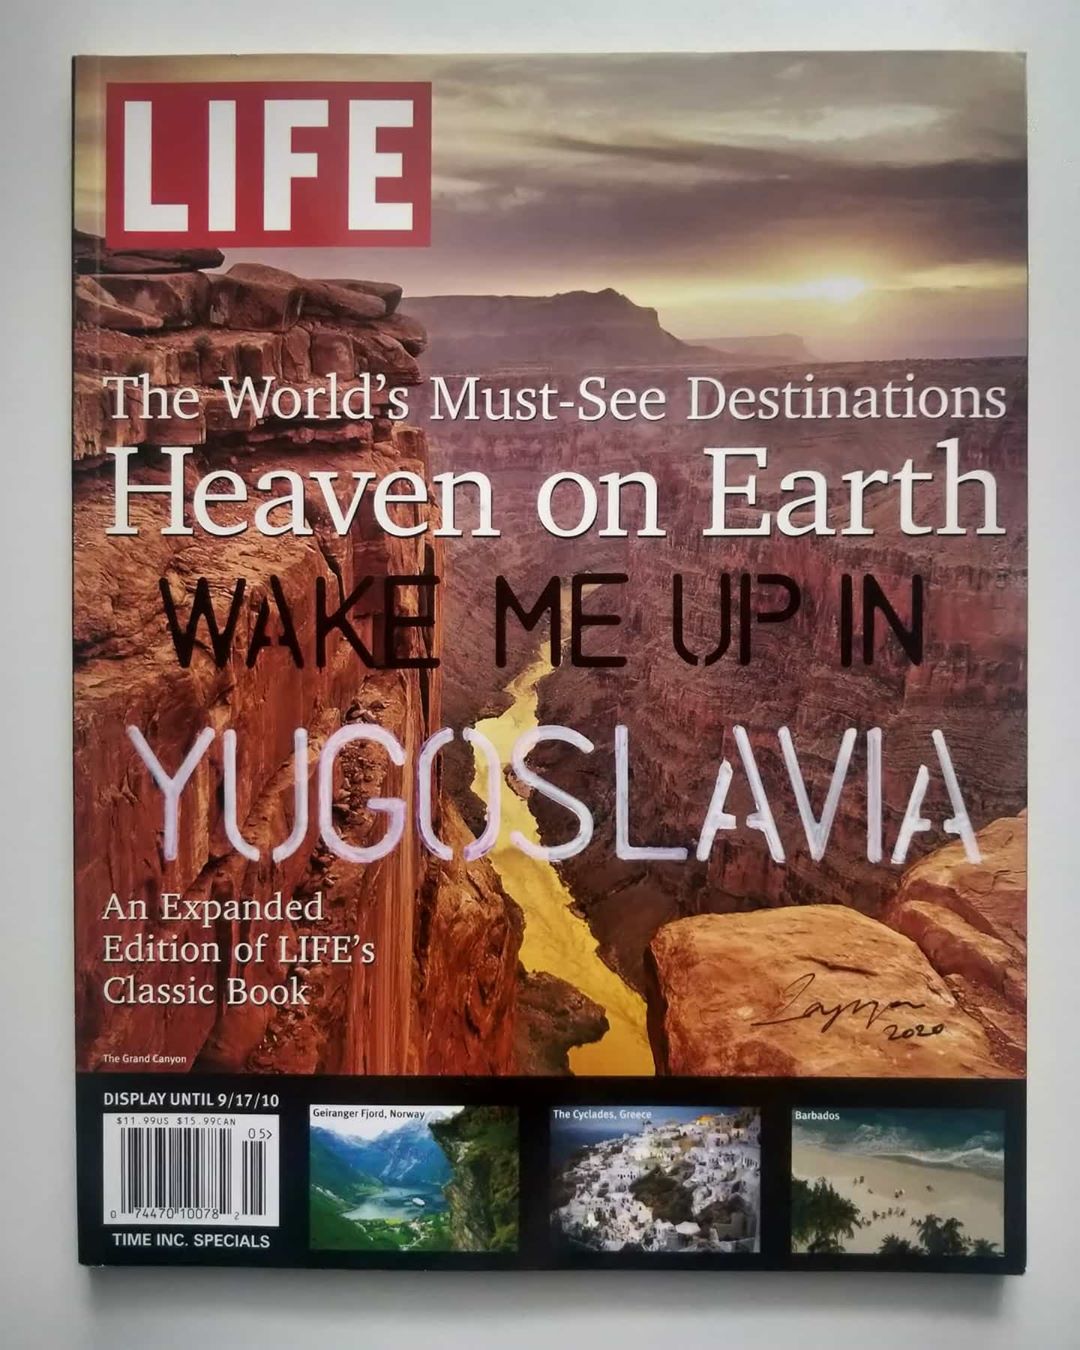 LIFE
The World's Must-See Destinations
Heaven on Earth
WAKE ME UP IN
YUGOSLAVIA
An Expanded
Edition of LIFE's
Classic Book
2020
The Grand Canyon
DISPLAY UNTIL 9/17/10
$11.99US $15.99CAN
05>
0 74470 10078 2
TIME INC. SPECIALS
Geiranger Fjord, Norway
The Cyclades, Greece
Barbados